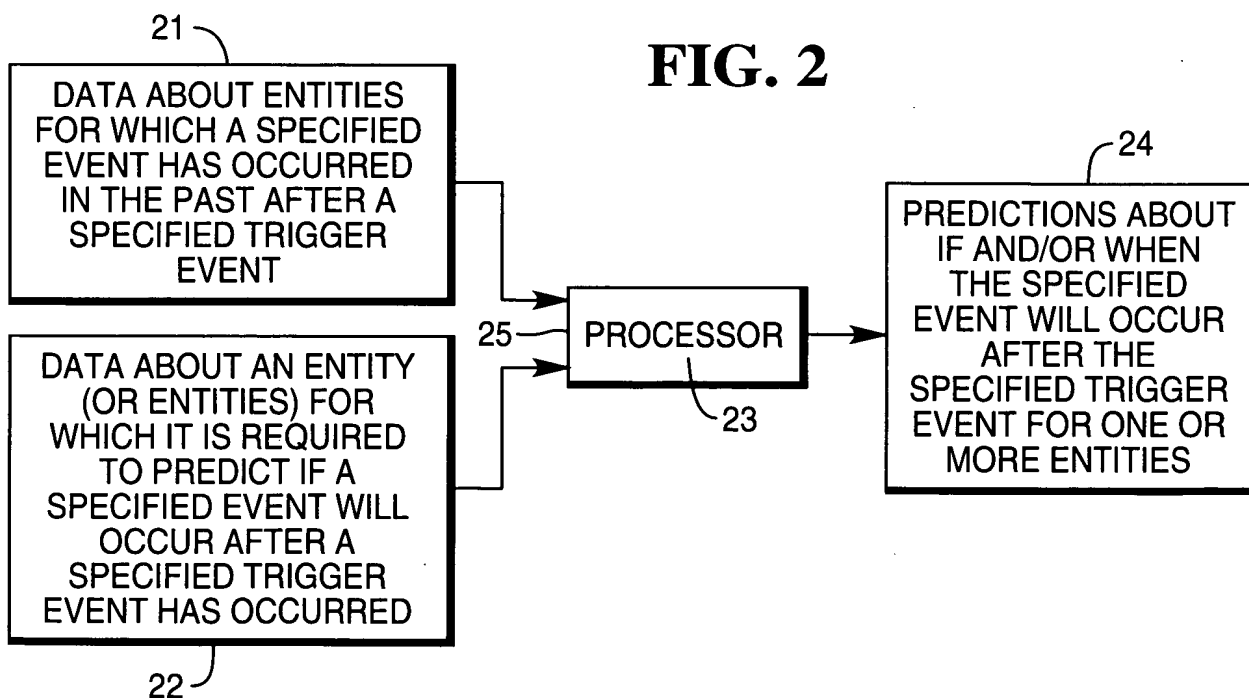 FIG. 2
21
DATA ABOUT ENTITIES
FOR WHICH A SPECIFIED
EVENT HAS OCCURRED
IN THE PAST AFTER A
SPECIFIED TRIGGER
EVENT
DATA ABOUT AN ENTITY
(OR ENTITIES) FOR
WHICH IT IS REQUIRED
TO PREDICT IF A
SPECIFIED EVENT WILL
OCCUR AFTER A
SPECIFIED TRIGGER
EVENT HAS OCCURRED
22
25
PROCESSOR
23
24
PREDICTIONS ABOUT
IF AND/OR WHEN
THE SPECIFIED
EVENT WILL OCCUR
AFTER THE
SPECIFIED TRIGGER
EVENT FOR ONE OR
MORE ENTITIES